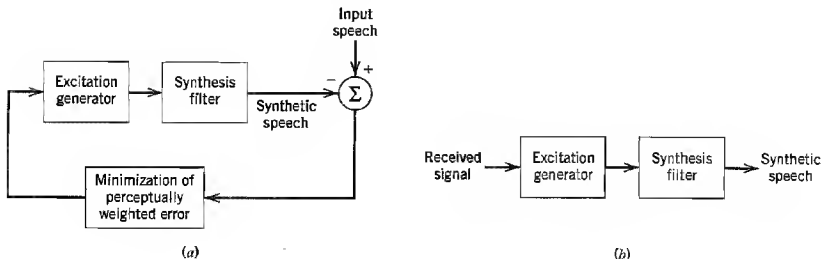 Input
speech
+
−
Σ
Excitation
generator
Synthesis
filter
Synthetic
speech
Minimization of
perceptually
weighted error
(a)
Received
signal
Excitation
generator
Synthesis
filter
Synthetic
speech
(b)